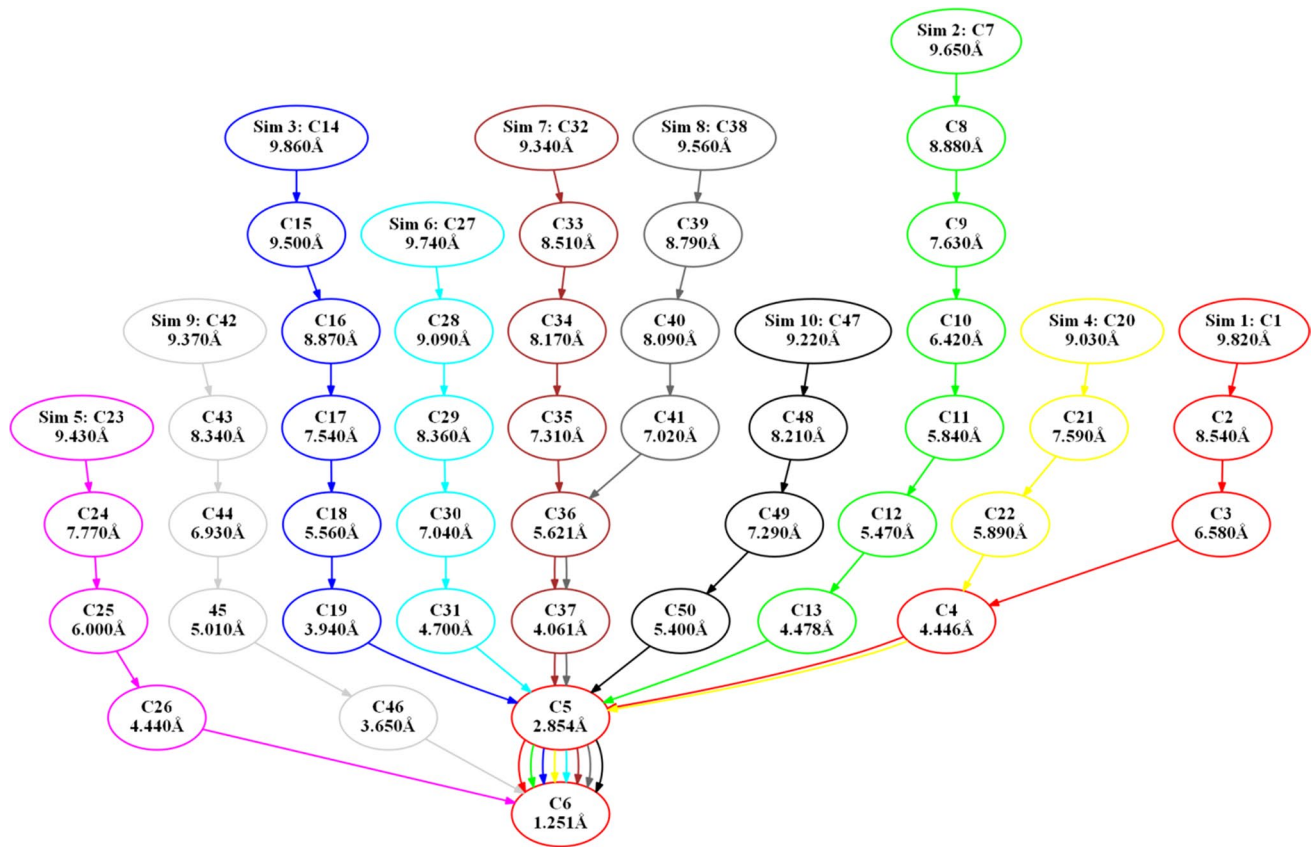 Sim 2: C7
9.650Å
Sim 3: C14
9.860Å
Sim 7: C32
9.340Å
Sim 8: C38
9.560Å
C8
8.880Å
C15
9.500Å
Sim 6: C27
9.740Å
C33
8.510Å
C39
8.790Å
C9
7.630Å
Sim 9: C42
9.370Å
C16
8.870Å
C28
9.090Å
C34
8.170Å
C40
8.090Å
Sim 10: C47
9.220Å
C10
6.420Å
Sim 4: C20
9.030Å
Sim 1: C1
9.820Å
Sim 5: C23
9.430Å
C43
8.340Å
C17
7.540Å
C29
8.360Å
C35
7.310Å
C41
7.020Å
C48
8.210Å
C11
5.840Å
C21
7.590Å
C2
8.540Å
C24
7.770Å
C44
6.930Å
C18
5.560Å
C30
7.040Å
C36
5.621Å
C49
7.290Å
C12
5.470Å
C22
5.890Å
C3
6.580Å
C25
6.000Å
45
5.010Å
C19
3.940Å
C31
4.700Å
C37
4.061Å
C50
5.400Å
C13
4.478Å
C4
4.446Å
C26
4.440Å
C46
3.650Å
C5
2.854Å
C6
1.251Å